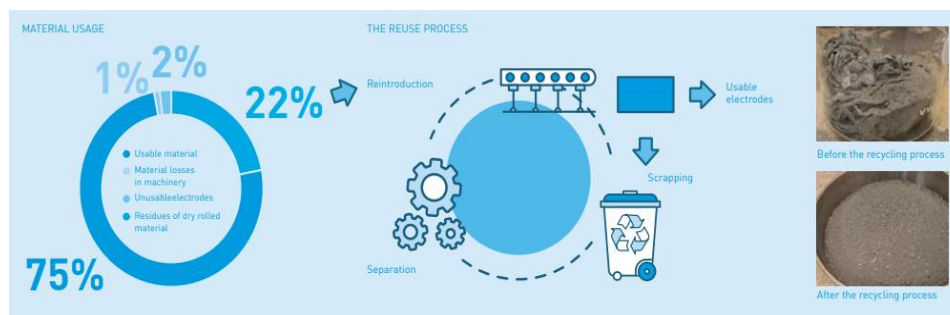 MATERIAL USAGE
1%
2%
22%
75%
Usable material
Material losses
in machinery
Unusableelectrodes
Residues of dry rolled
material
THE REUSE PROCESS
Reintroduction
Usable
electrodes
Scrapping
Separation
Before the recycling process
After the recycling process